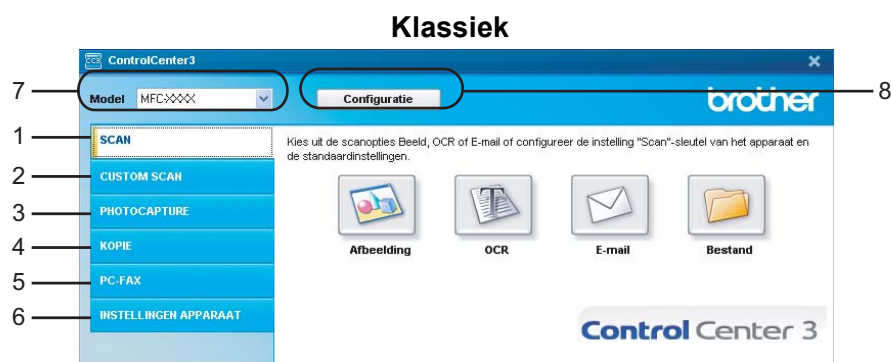 Klassiek
ControlCenter3
7
Model MFC-XXXX
Configuratie
8
brother
1
SCAN
Kies uit de scanopties Beeld, OCR of E-mail of configureer de instelling "Scan"-sleutel van het apparaat en
de standaardinstellingen.
2
CUSTOM SCAN
3
PHOTOCAPTURE
4
KOPIE
Afbeelding
OCR
E-mail
Bestand
5
PC-FAX
6
INSTELLINGEN APPARAAT
Control Center 3